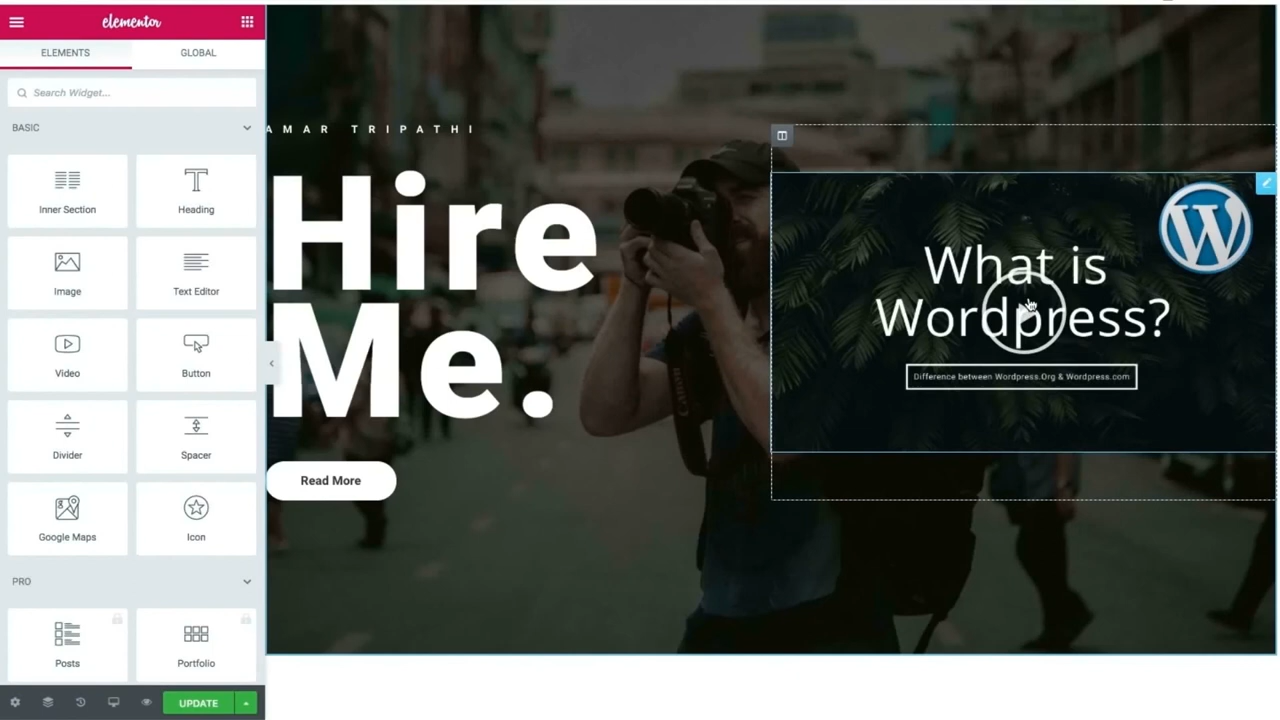 elementor
ELEMENTS
GLOBAL
Search Widget...
BASIC
Inner Section
Heading
Image
Text Editor
Video
Button
Divider
Spacer
Google Maps
Icon
PRO
Posts
Portfolio
UPDATE
AMAR TRIPATHI
Hire
Me.
Read More
Canon
What is
Wordpress?
Difference between Wordpress.Org & Wordpress.com